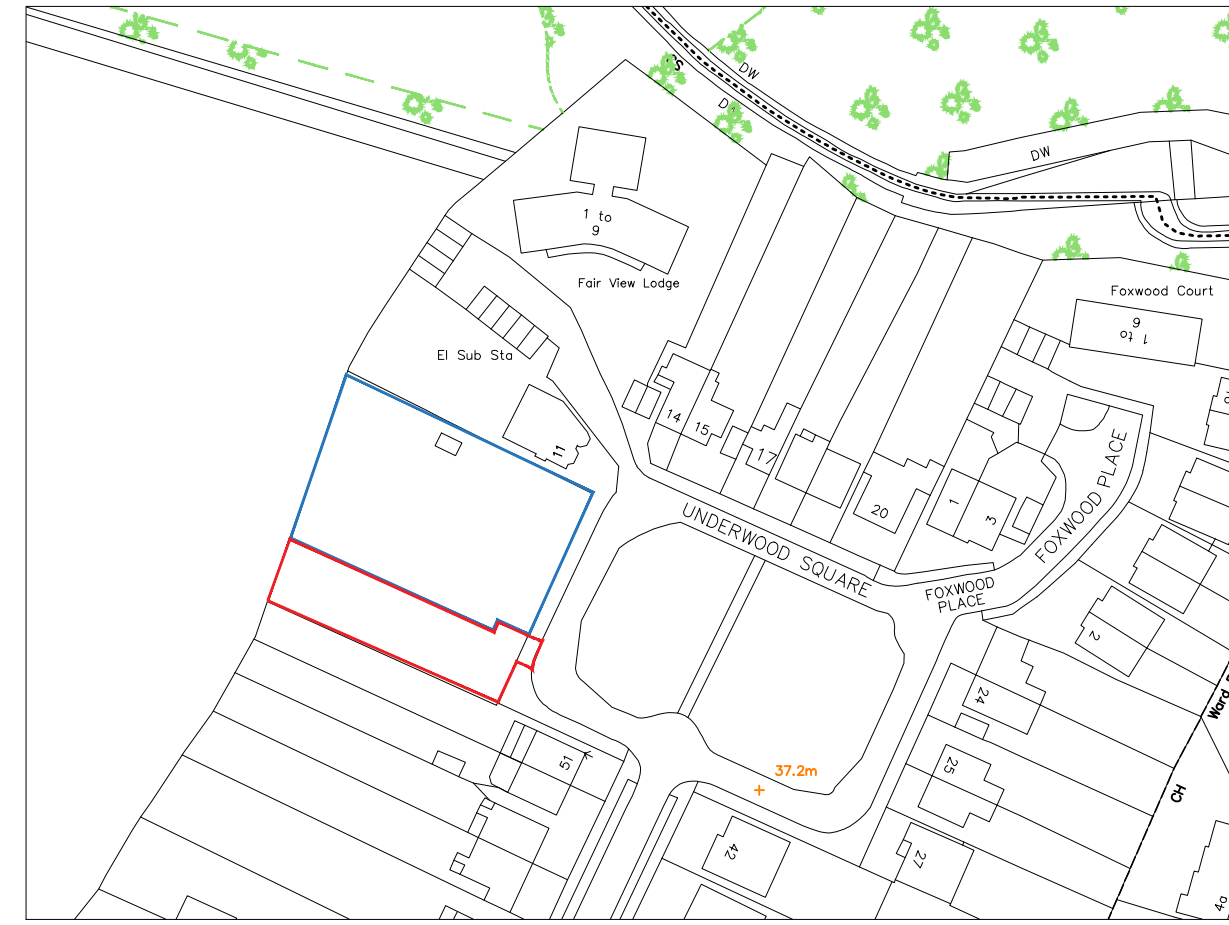 DW
DW
1 to
9
Fair View Lodge
Foxwood Court
1 to
6
El Sub Sta
14
15
17
11
20
1
3
UNDERWOOD SQUARE
FOXWOOD PLACE
FOXWOOD
PLACE
2
24
51
25
37.2m
CH
42
27
4a